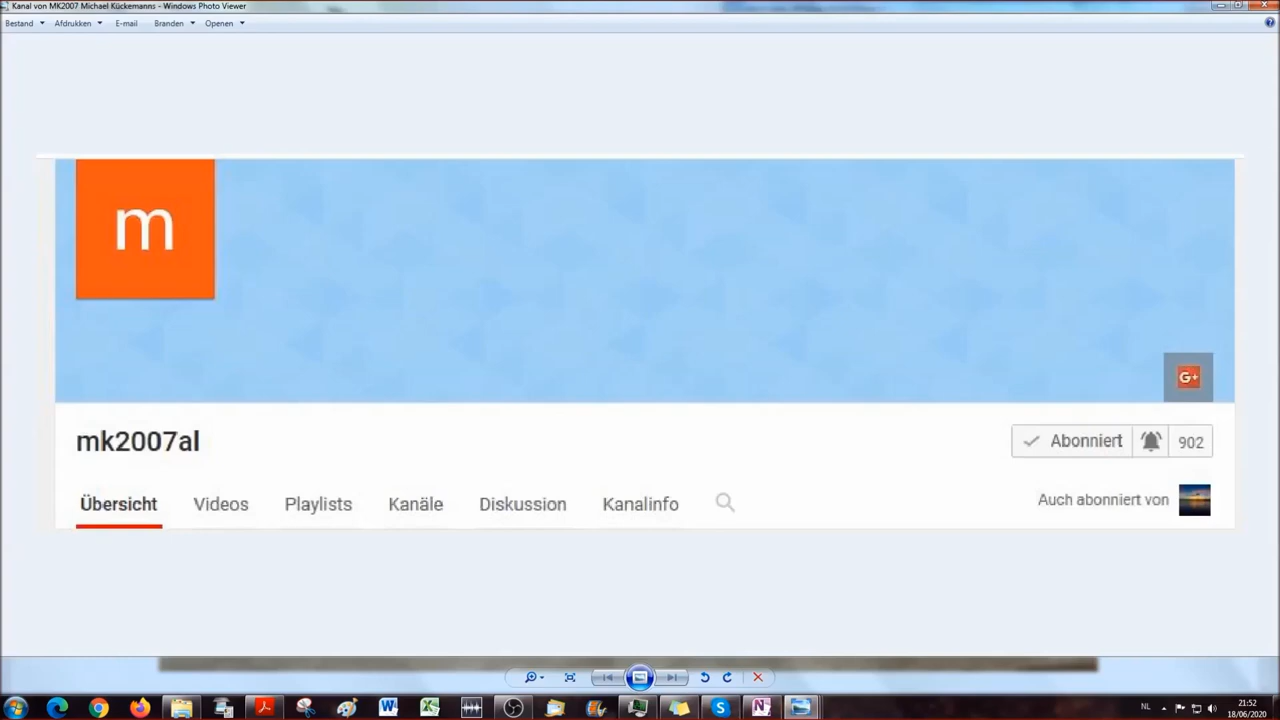 Kanal von MK2007 Michael Kückemanns - Windows Photo Viewer
Bestand Afdrukken E-mail Branden Openen
m
G+
mk2007al
Abonniert 902
Übersicht Videos Playlists Kanäle Diskussion Kanalinfo
Auch abonniert von
NL
21:52
18/06/2020